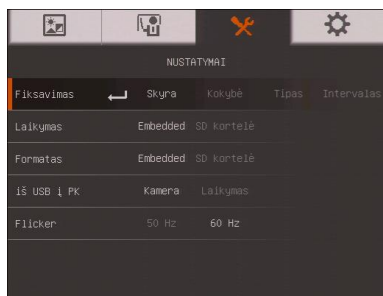 NUSTATYMAI
Fiksavimas Skyra Kokybė Tipas Intervalas
Laikymas Embedded SD kortelė
Formatas Embedded SD kortelė
iš USB į PK Kamera Laikymas
Flicker 50 Hz 60 Hz